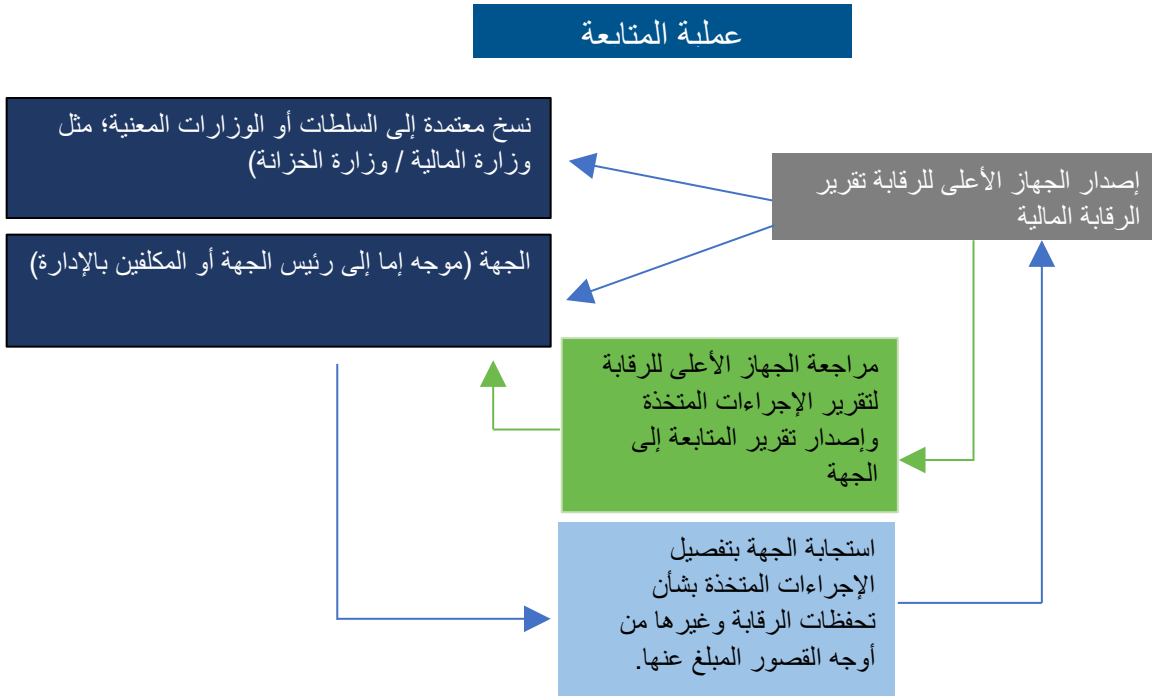 عملية المتابعة
نسخ معتمدة إلى السلطات أو الوزارات المعنية؛ مثل
وزارة المالية / وزارة الخزانة)
إصدار الجهاز الأعلى للرقابة تقرير
الرقابة المالية
الجهة (موجه إما إلى رئيس الجهة أو المكلفين بالإدارة)
مراجعة الجهاز الأعلى للرقابة
لتقرير الإجراءات المتخذة
وإصدار تقرير المتابعة إلى
الجهة
استجابة الجهة بتفصيل
الإجراءات المتخذة بشأن
تحفظات الرقابة وغيرها من
أوجه القصور المبلغ عنها.